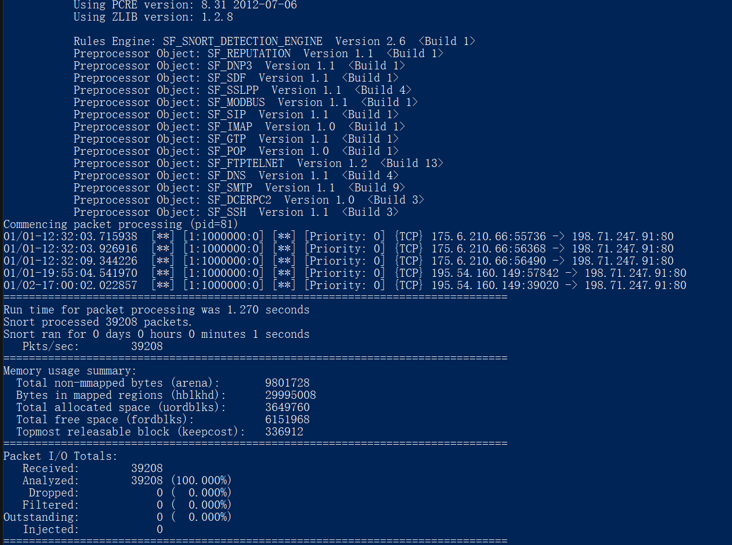 Using PCRE version: 8.31 2012-07-06
Using ZLIB version: 1.2.8
Rules Engine: SF_SNORT_DETECTION_ENGINE  Version 2.6  <Build 1>
Preprocessor Object: SF_REPUTATION  Version 1.1  <Build 1>
Preprocessor Object: SF_DNP3  Version 1.1  <Build 1>
Preprocessor Object: SF_SDF  Version 1.1  <Build 1>
Preprocessor Object: SF_SSLPP  Version 1.1  <Build 4>
Preprocessor Object: SF_MODBUS  Version 1.1  <Build 1>
Preprocessor Object: SF_SIP  Version 1.1  <Build 1>
Preprocessor Object: SF_IMAP  Version 1.0  <Build 1>
Preprocessor Object: SF_GTP  Version 1.1  <Build 1>
Preprocessor Object: SF_POP  Version 1.0  <Build 1>
Preprocessor Object: SF_FTPTELNET  Version 1.2  <Build 13>
Preprocessor Object: SF_DNS  Version 1.1  <Build 4>
Preprocessor Object: SF_SMTP  Version 1.1  <Build 9>
Preprocessor Object: SF_DCERPC2  Version 1.0  <Build 3>
Preprocessor Object: SF_SSH  Version 1.1  <Build 3>
Commencing packet processing (pid=81)
01/01-12:32:03.715938  [**] [1:1000000:0] [**] [Priority: 0] {TCP} 175.6.210.66:55736 -> 198.71.247.91:80
01/01-12:32:03.926916  [**] [1:1000000:0] [**] [Priority: 0] {TCP} 175.6.210.66:56368 -> 198.71.247.91:80
01/01-12:32:09.344226  [**] [1:1000000:0] [**] [Priority: 0] {TCP} 175.6.210.66:56490 -> 198.71.247.91:80
01/01-19:55:04.541970  [**] [1:1000000:0] [**] [Priority: 0] {TCP} 195.54.160.149:57842 -> 198.71.247.91:80
01/02-17:00:02.022857  [**] [1:1000000:0] [**] [Priority: 0] {TCP} 195.54.160.149:39020 -> 198.71.247.91:80
===============================================================================
Run time for packet processing was 1.270 seconds
Snort processed 39208 packets.
Snort ran for 0 days 0 hours 0 minutes 1 seconds
Pkts/sec:        39208
===============================================================================
Memory usage summary:
Total non-mmapped bytes (arena):       9801728
Bytes in mapped regions (hblkhd):      29995008
Total allocated space (uordblks):      3649760
Total free space (fordblks):           6151968
Topmost releasable block (keepcost):   336912
===============================================================================
Packet I/O Totals:
Received:        39208
Analyzed:        39208 (100.000%)
Dropped:            0 (  0.000%)
Filtered:            0 (  0.000%)
Outstanding:            0 (  0.000%)
Injected:            0
===============================================================================